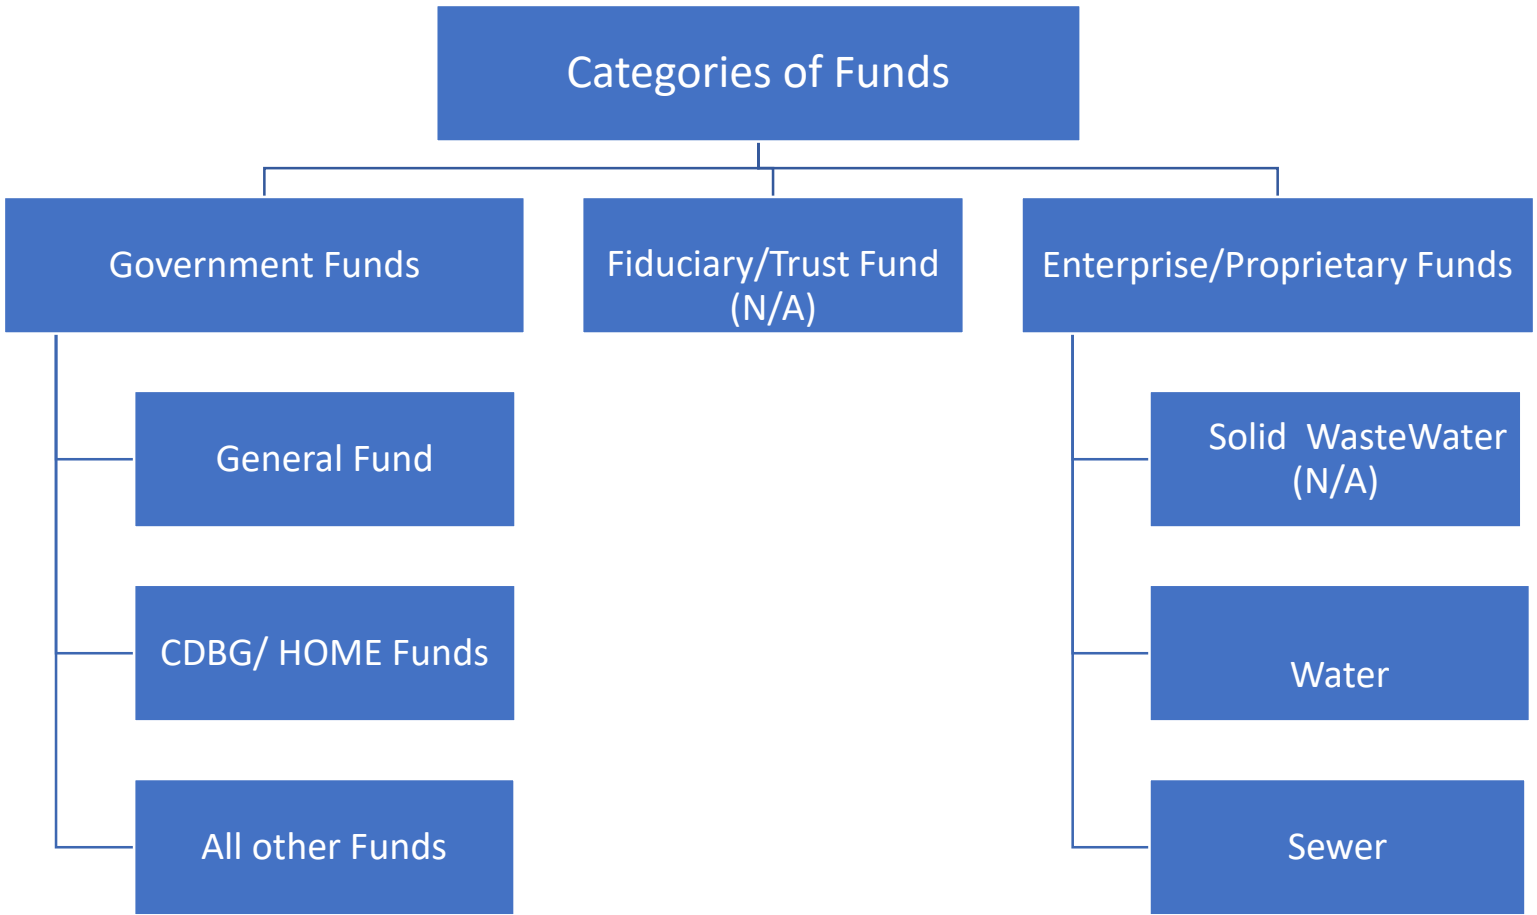 Categories of Funds
Government Funds
Fiduciary/Trust Fund
(N/A)
Enterprise/Proprietary Funds
General Fund
CDBG/ HOME Funds
All other Funds
Solid  WasteWater
(N/A)
Water
Sewer